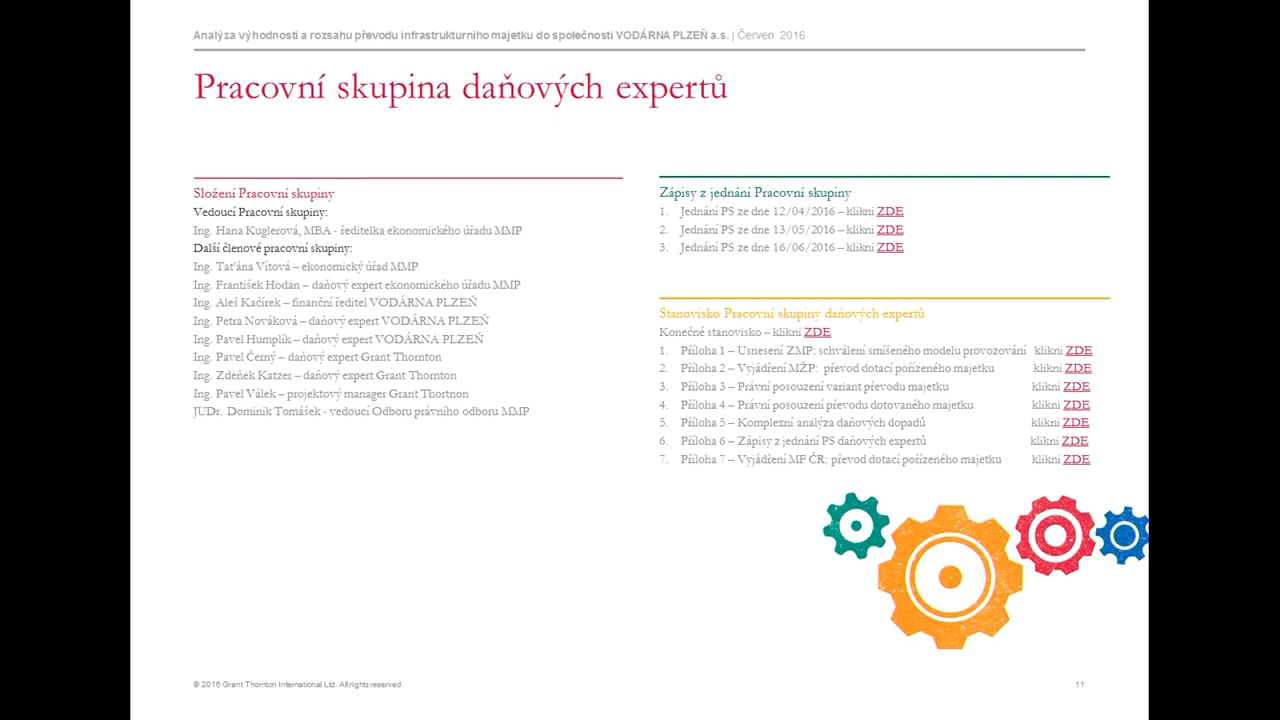 Analýza výhodnosti a rozsahu převodu infrastrukturního majetku do společnosti VODÁRNA PLZEŇ a.s. | Červen 2016
Pracovní skupina daňových expertů
Složení Pracovní skupiny
Vedoucí Pracovní skupiny:
Ing. Hana Kuglerová, MBA - ředitelka ekonomického úřadu MMP
Další členové pracovní skupiny:
Ing. Taťána Vítová – ekonomický úřad MMP
Ing. František Hodan – daňový expert ekonomického úřadu MMP
Ing. Aleš Kačírek – finanční ředitel VODÁRNA PLZEŇ
Ing. Petra Nováková – daňový expert VODÁRNA PLZEŇ
Ing. Pavel Humplík – daňový expert VODÁRNA PLZEŇ
Ing. Pavel Černý – daňový expert Grant Thornton
Ing. Zdeněk Katzer – daňový expert Grant Thornton
Ing. Pavel Válek – projektový manager Grant Thortnon
JUDr. Dominik Tomášek - vedoucí Odboru právního odboru MMP
Zápisy z jednání Pracovní skupiny
1. Jednání PS ze dne 12/04/2016 – klikni ZDE
2. Jednání PS ze dne 13/05/2016 – klikni ZDE
3. Jednání PS ze dne 16/06/2016 – klikni ZDE
Stanovisko Pracovní skupiny daňových expertů
Konečné stanovisko – klikni ZDE
1. Příloha 1 – Usnesení ZMP: schválení smíšeného modelu provozování klikni ZDE
2. Příloha 2 – Vyjádření MŽP: převod dotací pořízeného majetku klikni ZDE
3. Příloha 3 – Právní posouzení variant převodu majetku klikni ZDE
4. Příloha 4 – Právní posouzení převodu dotovaného majetku klikni ZDE
5. Příloha 5 – Komplexní analýza daňových dopadů klikni ZDE
6. Příloha 6 – Zápisy z jednání PS daňových expertů klikni ZDE
7. Příloha 7 – Vyjádření MF ČR: převod dotací pořízeného majetku klikni ZDE
© 2016 Grant Thornton International Ltd. All rights reserved.
11